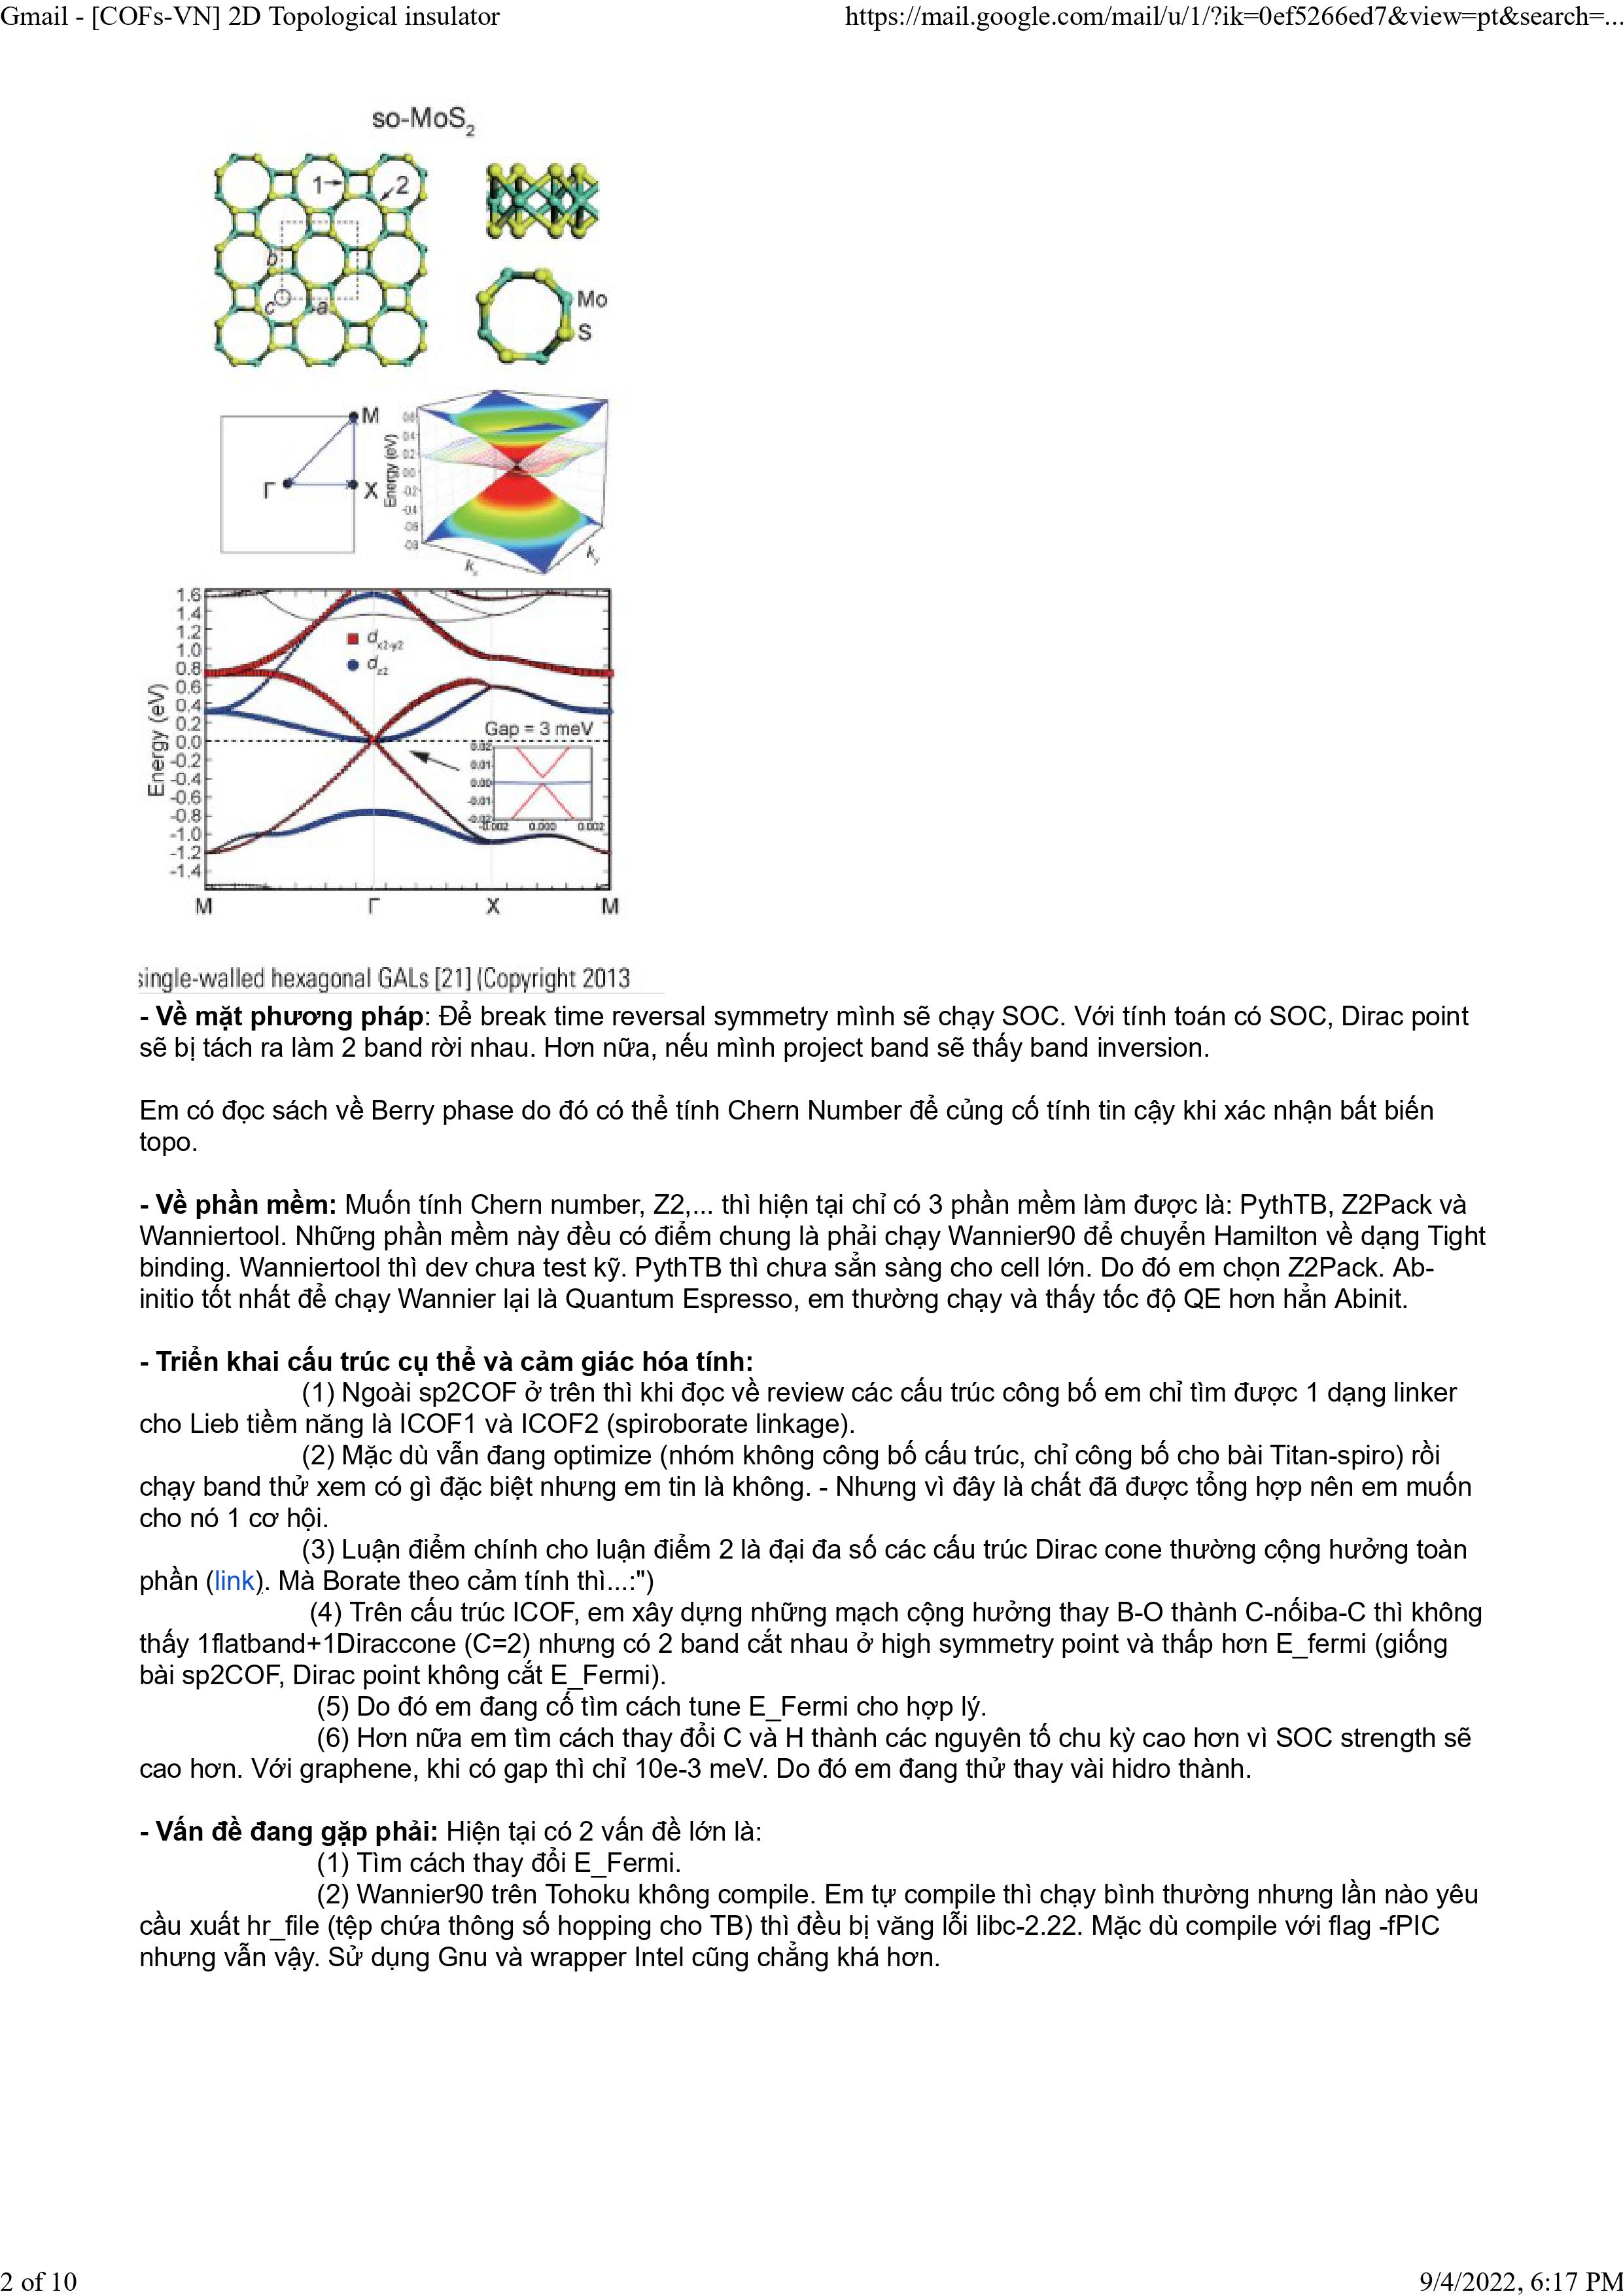 Gmail - [COFs-VN] 2D Topological insulator
https://mail.google.com/mail/u/1/?ik=0ef5266ed7&view=pt&search=...
so-MoS2
1
2
b
c
a
Mo
S
M
Γ
X
Energy (eV)
0.6
0.4
0.2
0.0
-0.2
-0.4
-0.6
-0.8
kx
ky
1.6
1.4
1.2
1.0
0.8
0.6
0.4
0.2
0.0
-0.2
-0.4
-0.6
-0.8
-1.0
-1.2
-1.4
Energy (eV)
dx2-y2
dz2
Gap = 3 meV
0.02
0.01
0.00
-0.01
-0.02
-0.002 0.000 0.002
M Γ X M
single-walled hexagonal GALs [21] (Copyright 2013
- Về mặt phương pháp: Để break time reversal symmetry mình sẽ chạy SOC. Với tính toán có SOC, Dirac point
sẽ bị tách ra làm 2 band rời nhau. Hơn nữa, nếu mình project band sẽ thấy band inversion.
Em có đọc sách về Berry phase do đó có thể tính Chern Number để củng cố tính tin cậy khi xác nhận bất biến
topo.
- Về phần mềm: Muốn tính Chern number, Z2,... thì hiện tại chỉ có 3 phần mềm làm được là: PythTB, Z2Pack và
Wanniertool. Những phần mềm này đều có điểm chung là phải chạy Wannier90 để chuyển Hamilton về dạng Tight
binding. Wanniertool thì dev chưa test kỹ. PythTB thì chưa sẳn sàng cho cell lớn. Do đó em chọn Z2Pack. Ab-
initio tốt nhất để chạy Wannier lại là Quantum Espresso, em thường chạy và thấy tốc độ QE hơn hẳn Abinit.
- Triển khai cấu trúc cụ thể và cảm giác hóa tính:
(1) Ngoài sp2COF ở trên thì khi đọc về review các cấu trúc công bố em chỉ tìm được 1 dạng linker
cho Lieb tiềm năng là ICOF1 và ICOF2 (spiroborate linkage).
(2) Mặc dù vẫn đang optimize (nhóm không công bố cấu trúc, chỉ công bố cho bài Titan-spiro) rồi
chạy band thử xem có gì đặc biệt nhưng em tin là không. - Nhưng vì đây là chất đã được tổng hợp nên em muốn
cho nó 1 cơ hội.
(3) Luận điểm chính cho luận điểm 2 là đại đa số các cấu trúc Dirac cone thường cộng hưởng toàn
phần (link). Mà Borate theo cảm tính thì...:")
(4) Trên cấu trúc ICOF, em xây dựng những mạch cộng hưởng thay B-O thành C-nốiba-C thì không
thấy 1flatband+1Diraccone (C=2) nhưng có 2 band cắt nhau ở high symmetry point và thấp hơn E_fermi (giống
bài sp2COF, Dirac point không cắt E_Fermi).
(5) Do đó em đang cố tìm cách tune E_Fermi cho hợp lý.
(6) Hơn nữa em tìm cách thay đổi C và H thành các nguyên tố chu kỳ cao hơn vì SOC strength sẽ
cao hơn. Với graphene, khi có gap thì chỉ 10e-3 meV. Do đó em đang thử thay vài hidro thành.
- Vấn đề đang gặp phải: Hiện tại có 2 vấn đề lớn là:
(1) Tìm cách thay đổi E_Fermi.
(2) Wannier90 trên Tohoku không compile. Em tự compile thì chạy bình thường nhưng lần nào yêu
cầu xuất hr_file (tệp chứa thông số hopping cho TB) thì đều bị văng lỗi libc-2.22. Mặc dù compile với flag -fPIC
nhưng vẫn vậy. Sử dụng Gnu và wrapper Intel cũng chẳng khá hơn.
2 of 10
9/4/2022, 6:17 PM